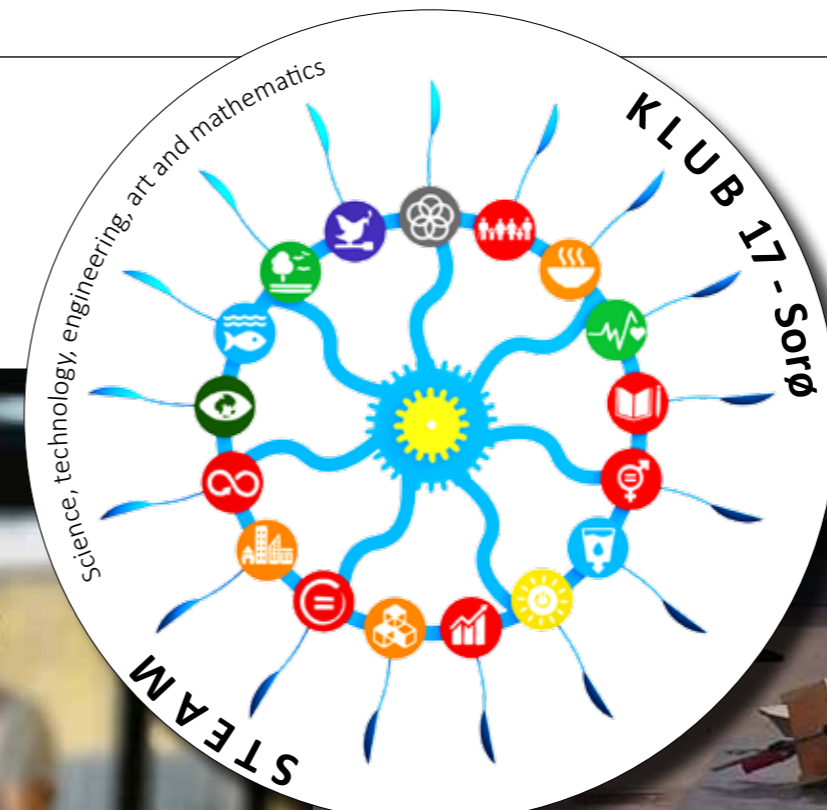 Science, technology, engineering, art and mathematics
KLUB 17 - Sorø
STEAM